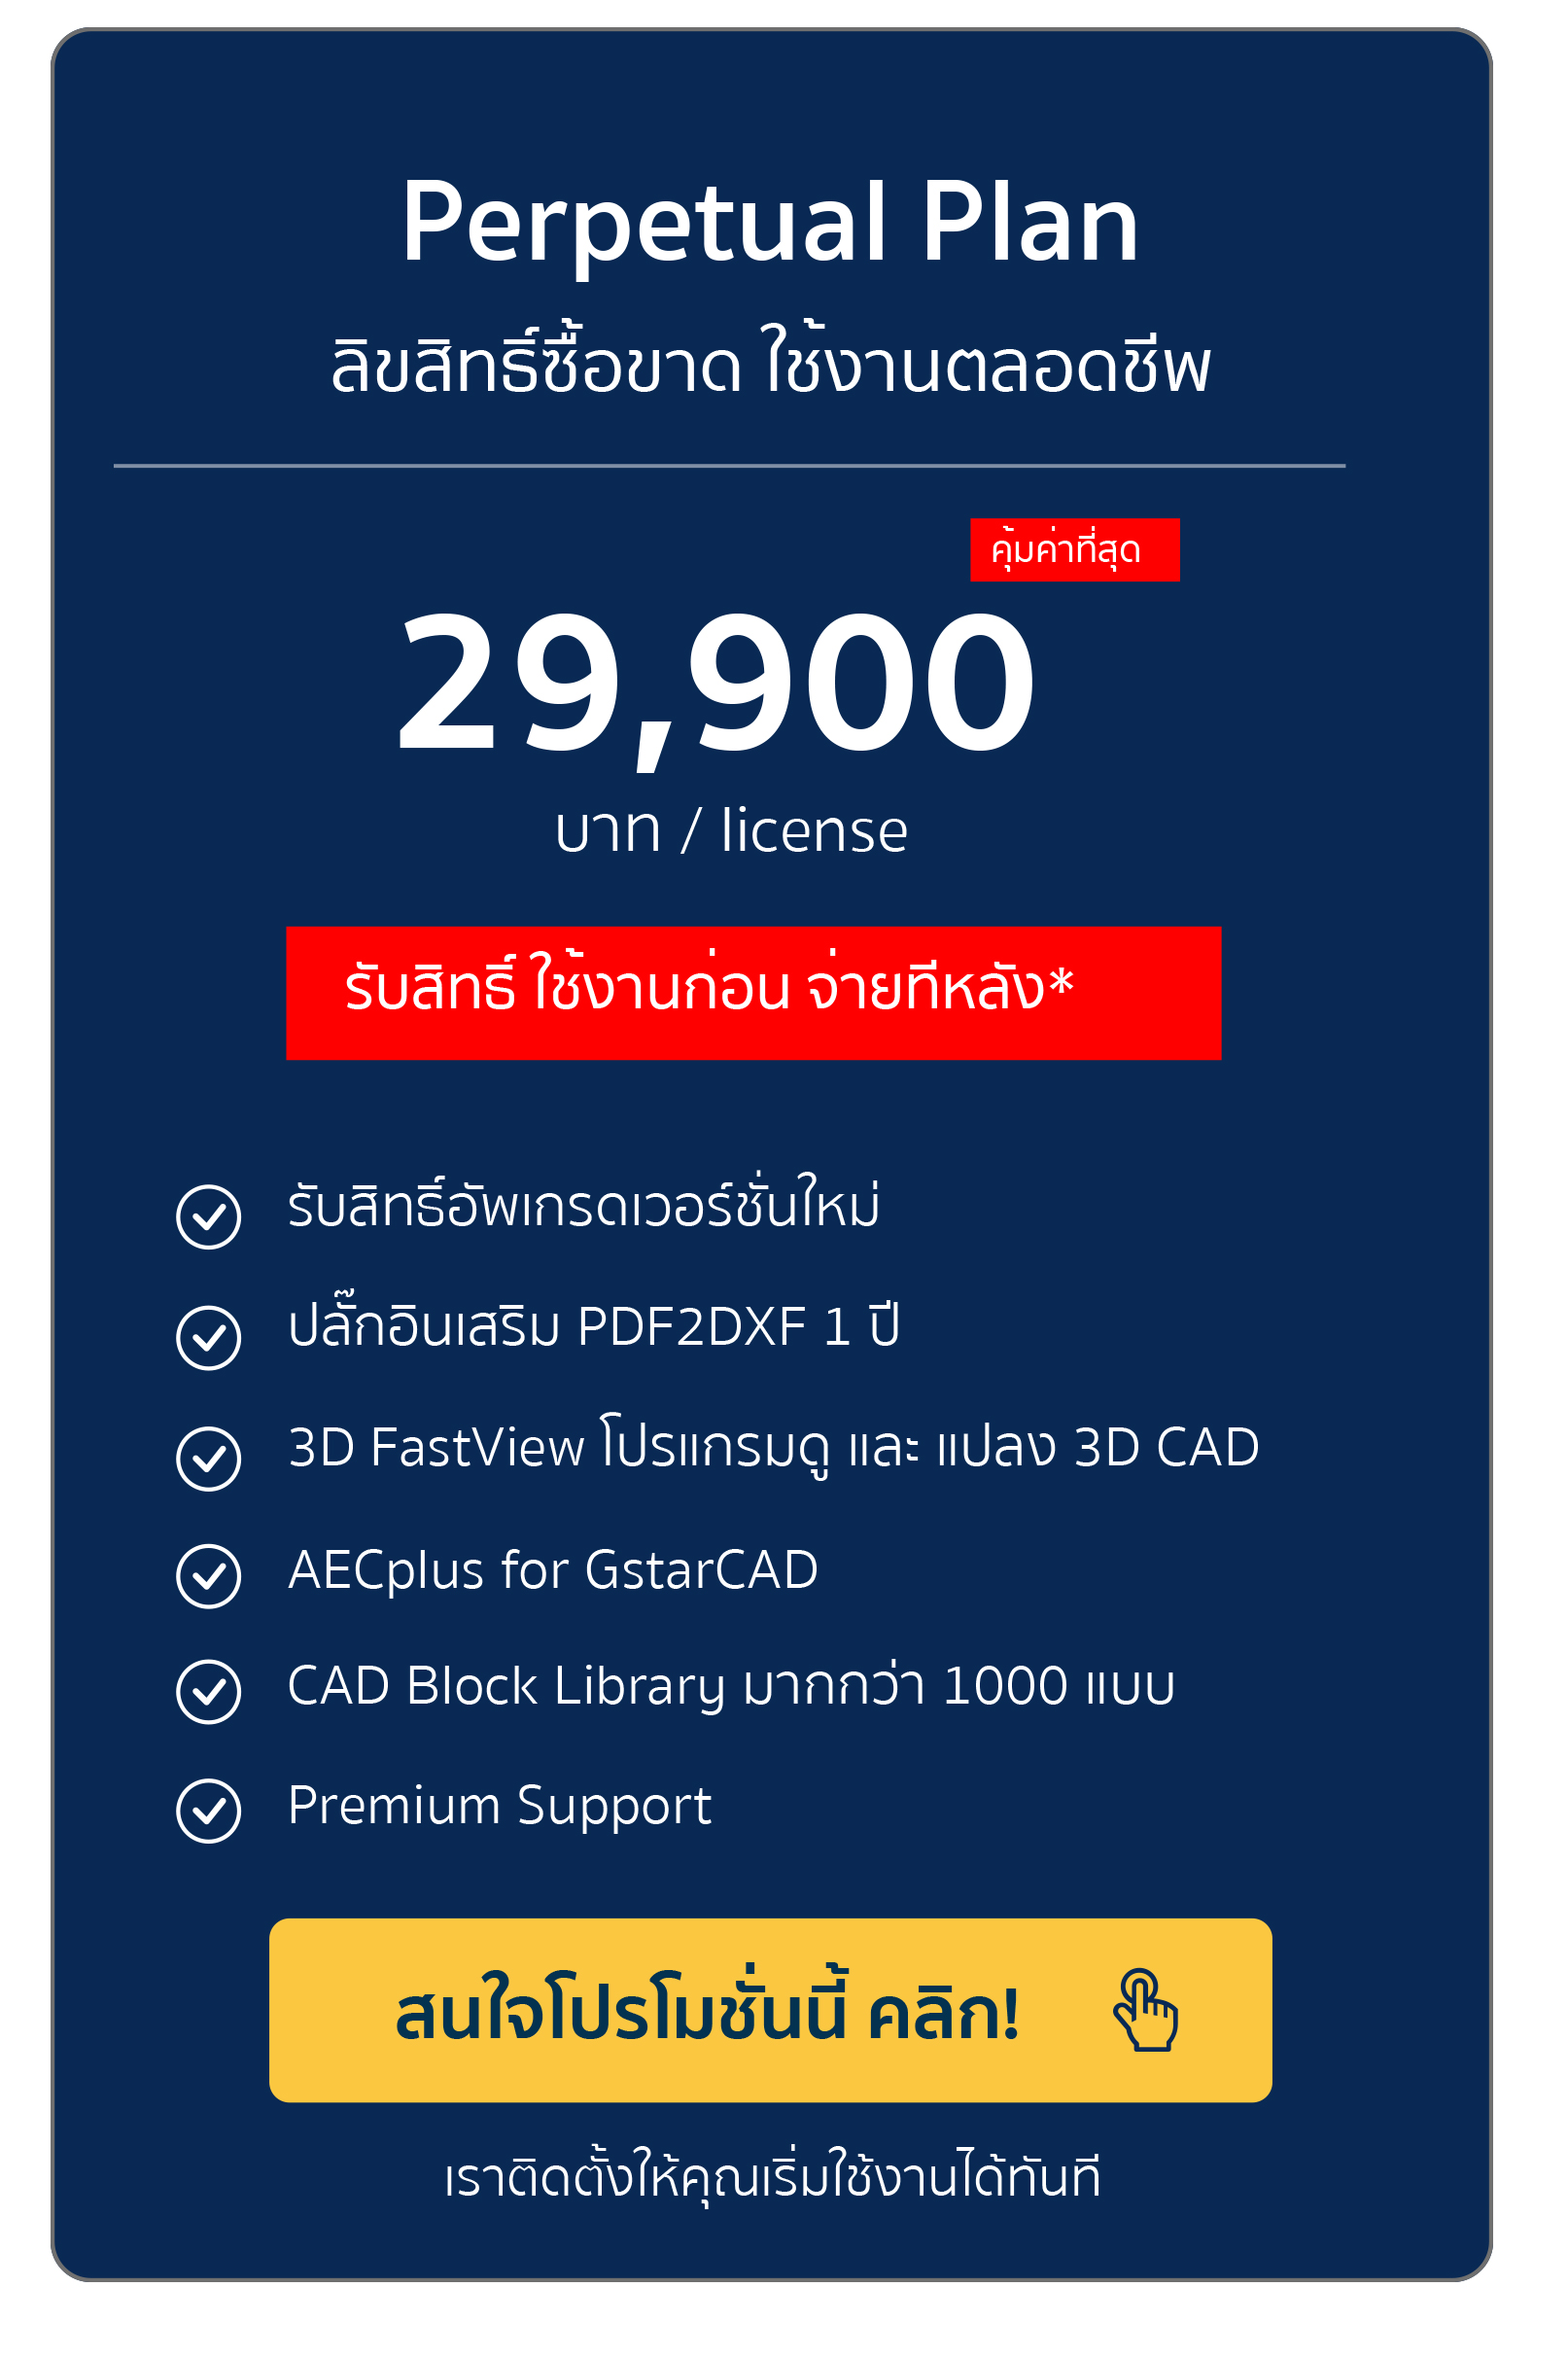 Perpetual Plan
ลิขสิทธิ์ซื้อขาด ใช้งานตลอดชีพ
คุ้มค่าที่สุด
29,900
บาท / license
รับสิทธิ์ ใช้งานก่อน จ่ายทีหลัง*
รับสิทธิ์อัพเกรดเวอร์ชั่นใหม่
ปลั๊กอินเสริม PDF2DXF 1 ปี
3D FastView โปรแกรมดู และ แปลง 3D CAD
AECplus for GstarCAD
CAD Block Library มากกว่า 1000 แบบ
Premium Support
สนใจโปรโมชั่นนี้ คลิก!
เราติดตั้งให้คุณเริ่มใช้งานได้ทันที